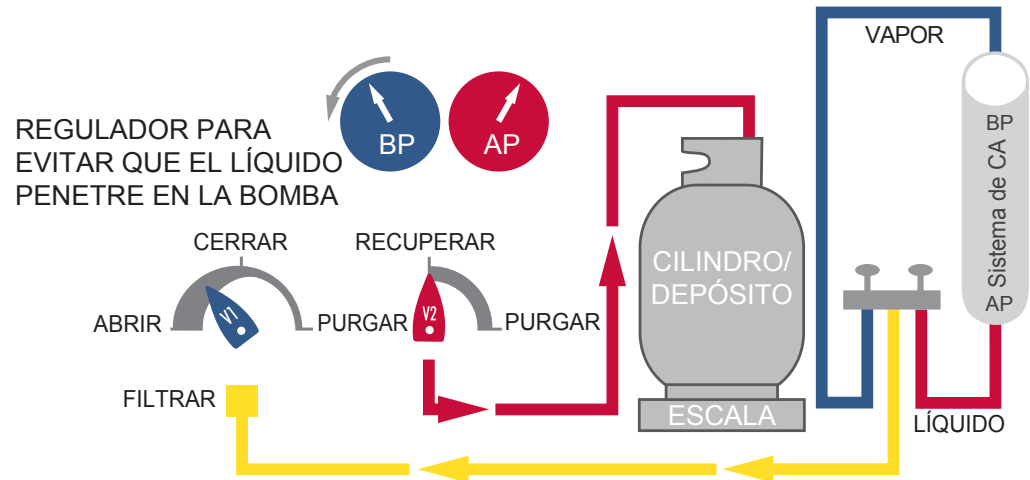 VAPOR
BP
AP
REGULADOR PARA
EVITAR QUE EL LÍQUIDO
PENETRE EN LA BOMBA
CERRAR
RECUPERAR
ABRIR
V1
PURGAR
V2
PURGAR
CILINDRO/
DEPÓSITO
ESCALA
BP
Sistema de CA
AP
LÍQUIDO
FILTRAR